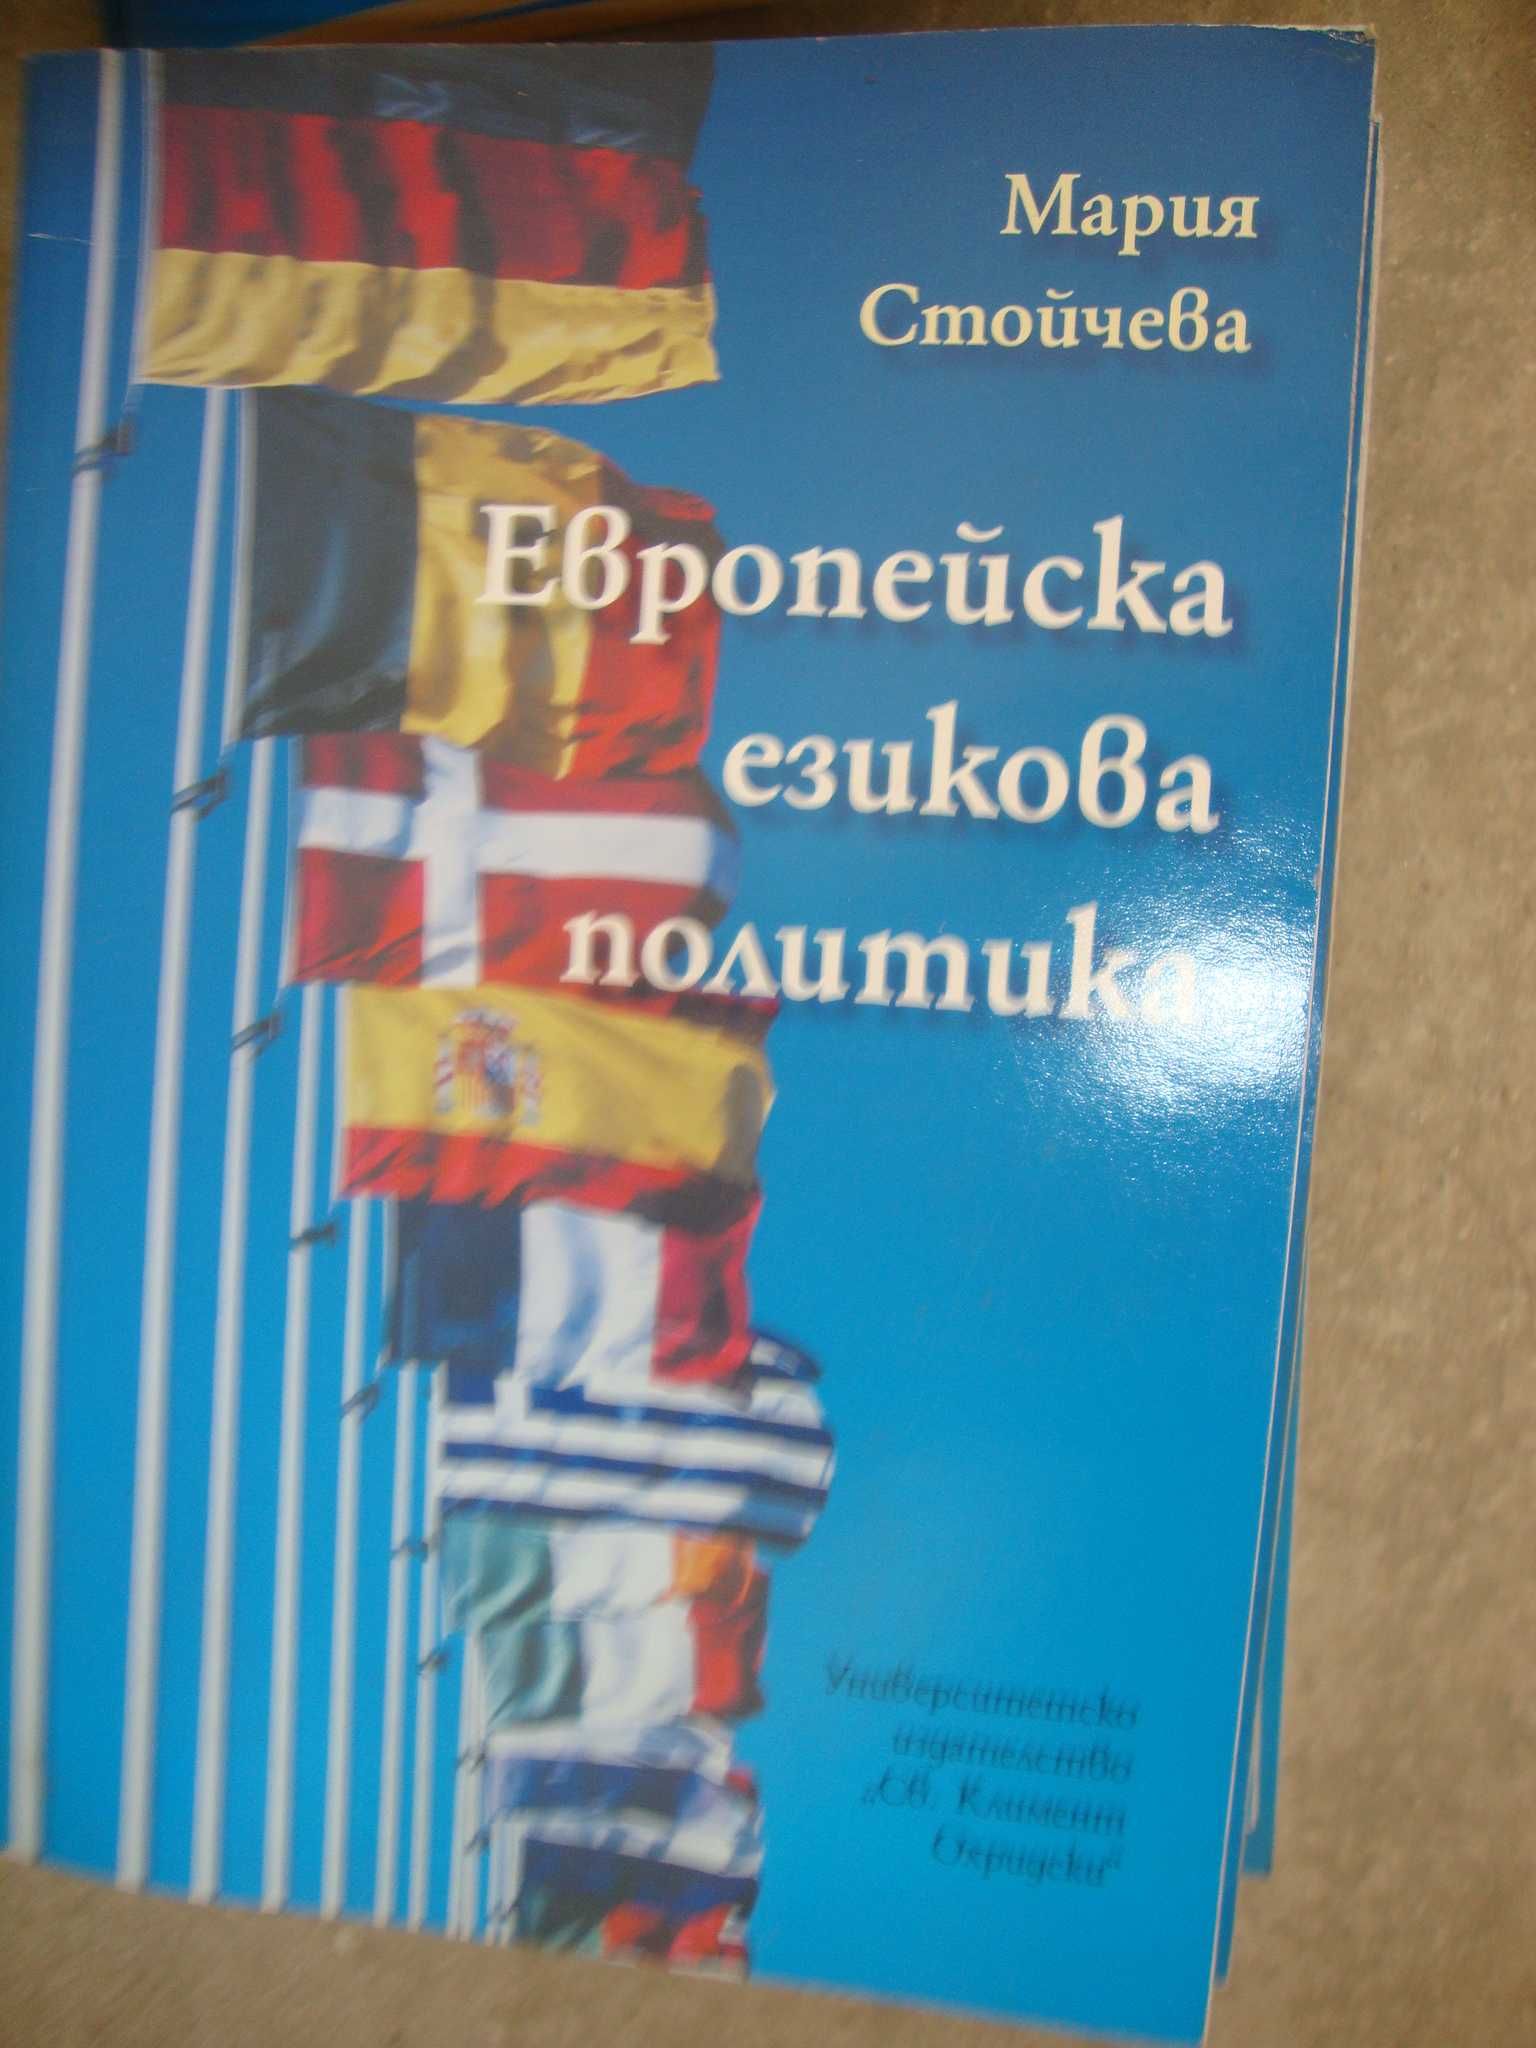 Мария
Стойчева
Европейска
езикова
политика
Университетско
издателство
„Св. Климент
Охридски“